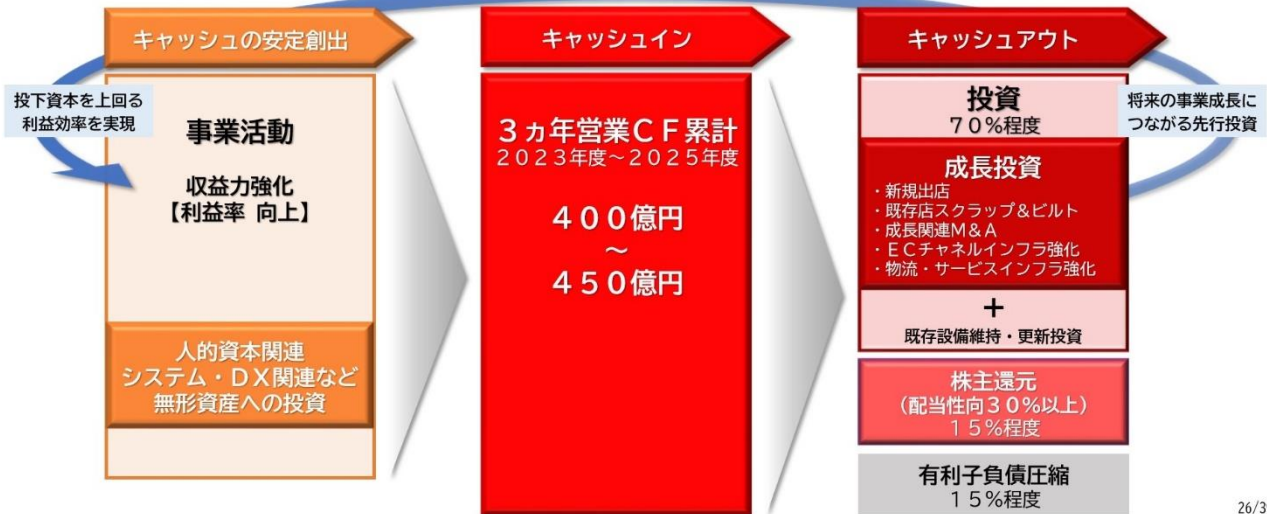 キャッシュの安定創出
投下資本を上回る
利益効率を実現
事業活動
収益力強化
【利益率 向上】
人的資本関連
システム・DX関連など
無形資産への投資
キャッシュイン
3ヵ年営業CF累計
2023年度～2025年度
400億円
～
450億円
キャッシュアウト
投資
70%程度
将来の事業成長に
つながる先行投資
成長投資
・新規出店
・既存店スクラップ&ビルト
・成長関連M&A
・ECチャネルインフラ強化
・物流・サービスインフラ強化
+
既存設備維持・更新投資
株主還元
(配当性向30%以上)
15%程度
有利子負債圧縮
15%程度
26/3